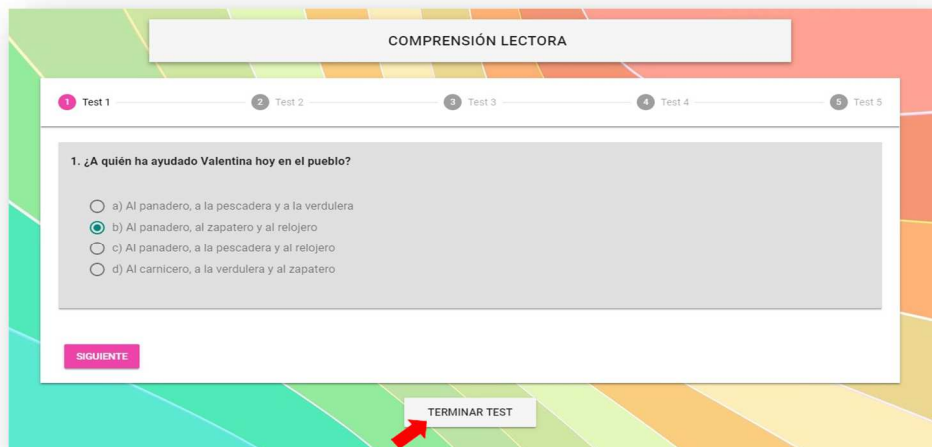 COMPRENSIÓN LECTORA
1 Test 1
2 Test 2
3 Test 3
4 Test 4
5 Test 5
1. ¿A quién ha ayudado Valentina hoy en el pueblo?
a) Al panadero, a la pescadera y a la verdulera
b) Al panadero, al zapatero y al relojero
c) Al panadero, a la pescadera y al relojero
d) Al carnicero, a la verdulera y al zapatero
SIGUIENTE
TERMINAR TEST